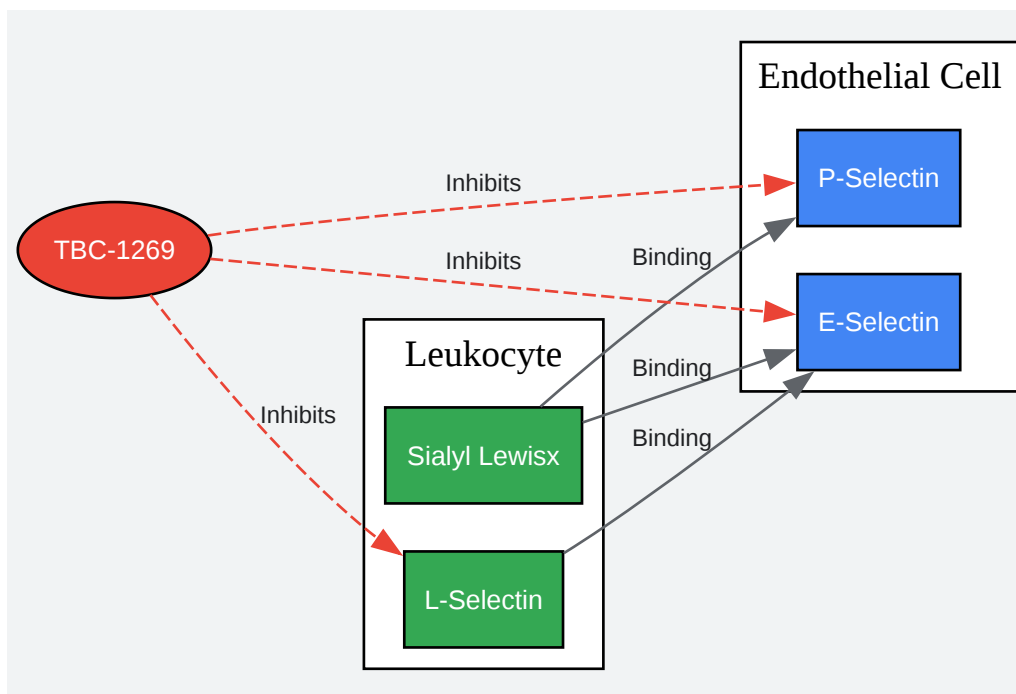 Endothelial Cell
P-Selectin
Inhibits
TBC-1269
Binding
Inhibits
E-Selectin
Leukocyte
Binding
Inhibits
Binding
Sialyl Lewisx
L-Selectin